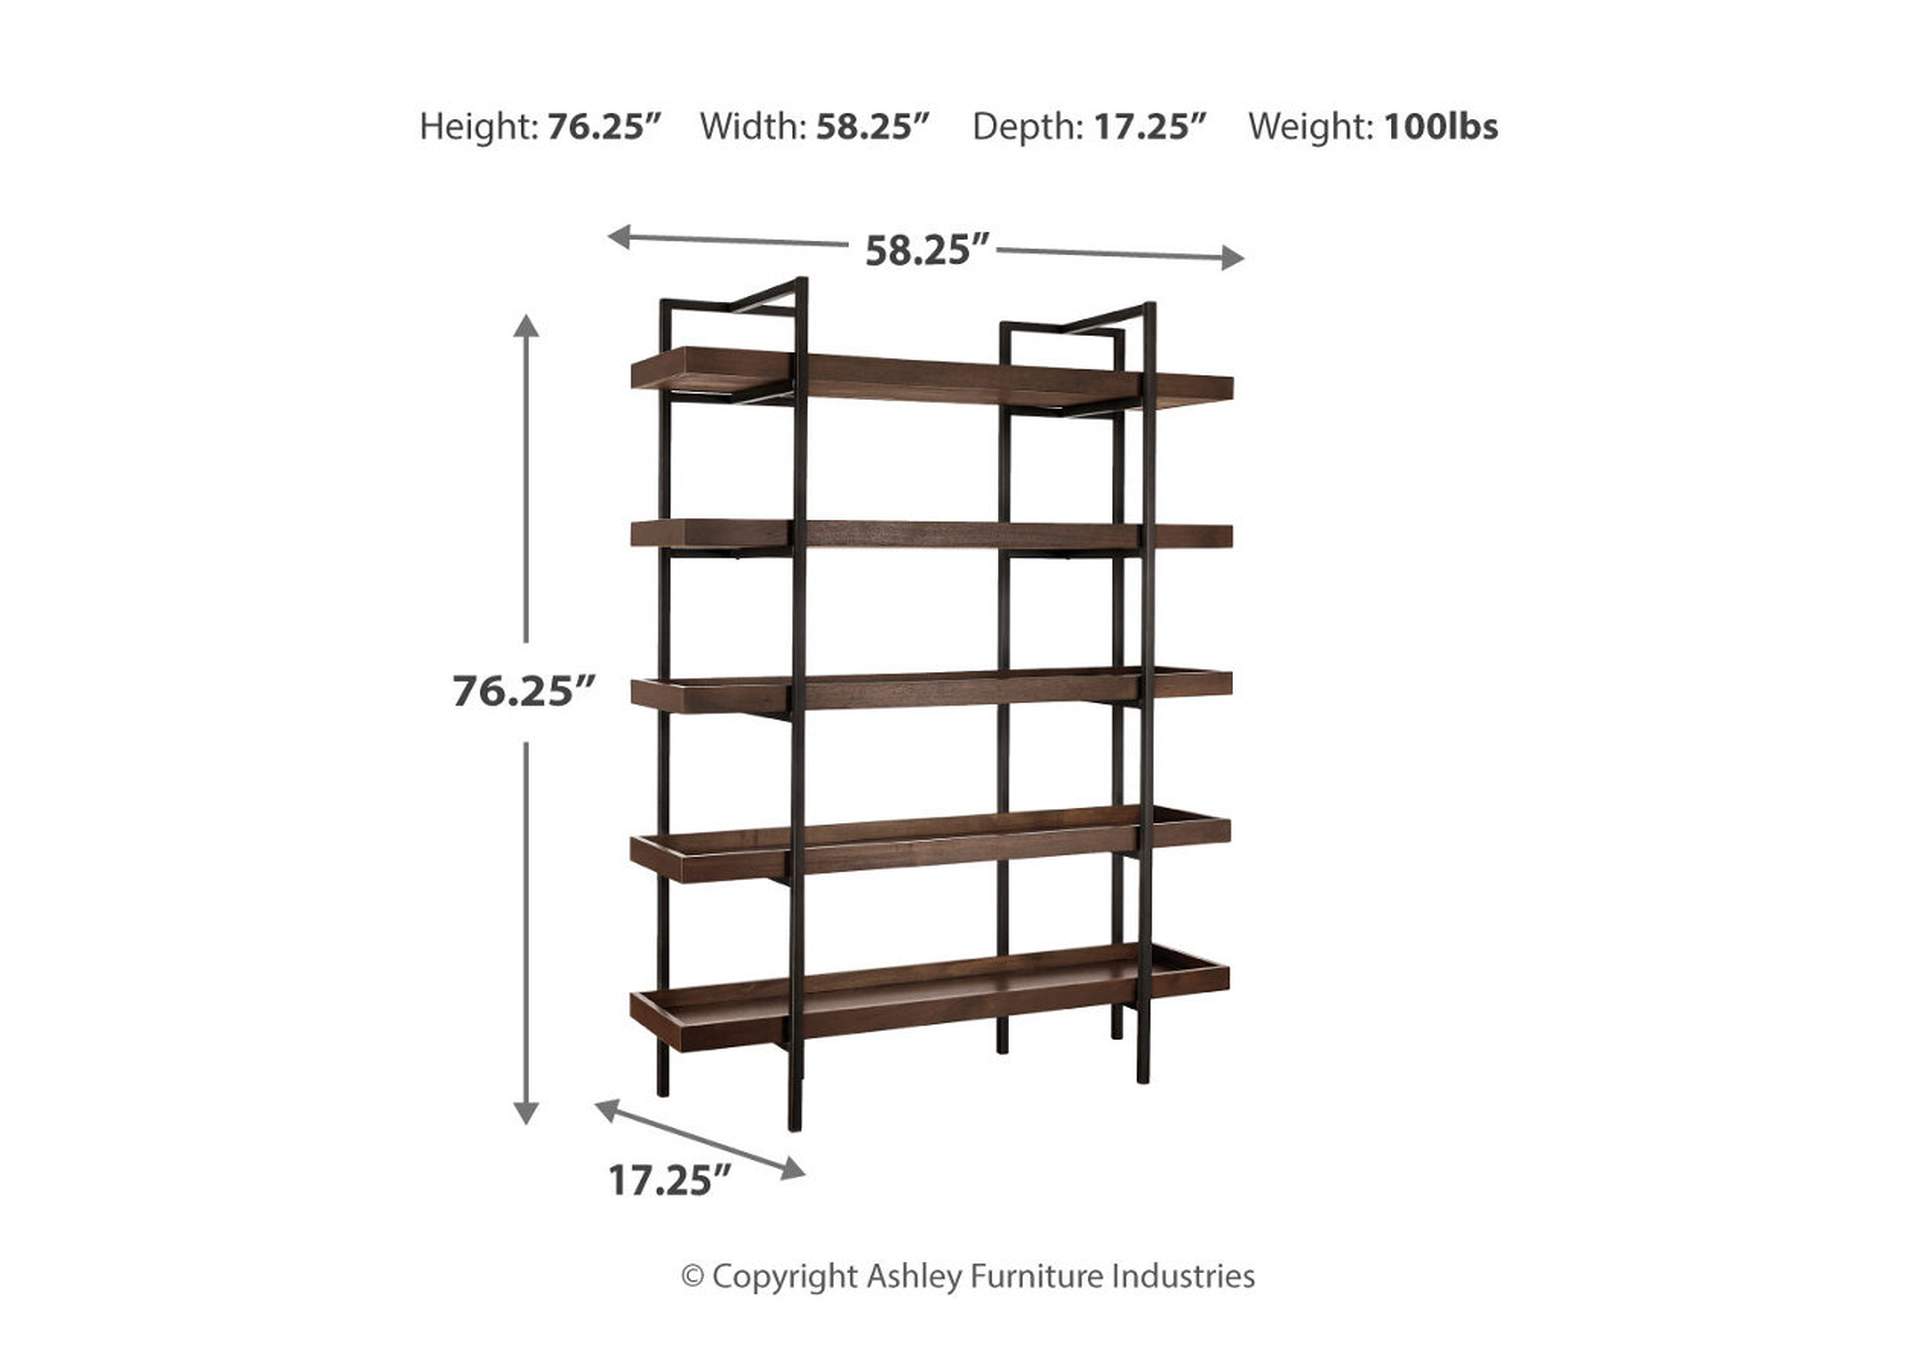 Height: 76.25” Width: 58.25” Depth: 17.25” Weight: 100lbs
58.25”
76.25”
17.25”
© Copyright Ashley Furniture Industries